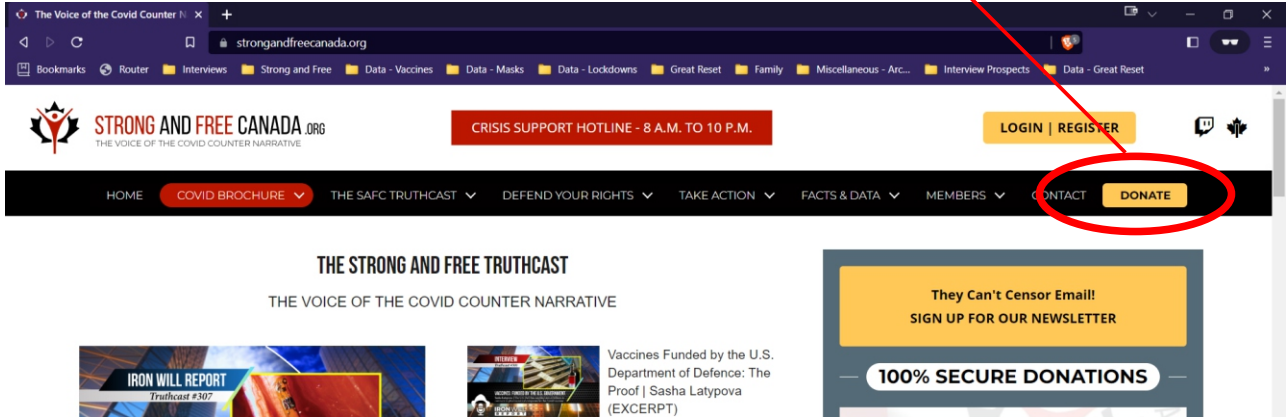 The Voice of the Covid Counter N
strongandfreecanada.org
Bookmarks Router Interviews Strong and Free Data - Vaccines Data - Masks Data - Lockdowns Great Reset Family Miscellaneous - Arc... Interview Prospects Data - Great Reset
STRONG AND FREE CANADA.ORG
THE VOICE OF THE COVID COUNTER NARRATIVE
CRISIS SUPPORT HOTLINE - 8 A.M. TO 10 P.M.
LOGIN | REGISTER
HOME COVID BROCHURE THE SAFC TRUTHCAST DEFEND YOUR RIGHTS TAKE ACTION FACTS & DATA MEMBERS CONTACT DONATE
THE STRONG AND FREE TRUTHCAST
THE VOICE OF THE COVID COUNTER NARRATIVE
IRON WILL REPORT
Truthcast #307
INTERVIEW
Vaccines Funded by the U.S.
Department of Defence: The
Proof | Sasha Latypova
(EXCERPT)
They Can't Censor Email!
SIGN UP FOR OUR NEWSLETTER
100% SECURE DONATIONS